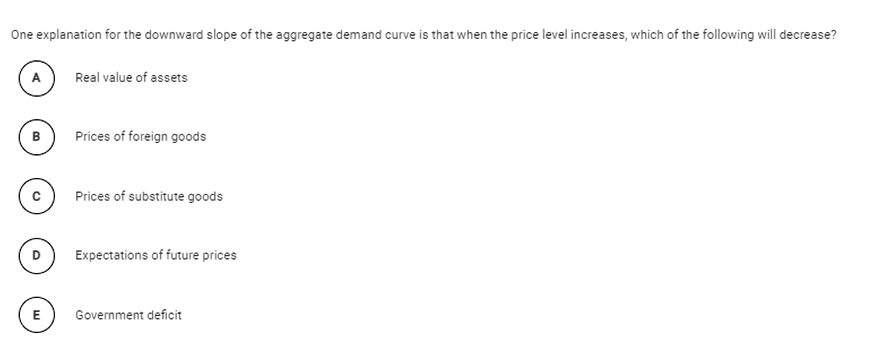 One explanation for the downward slope of the aggregate demand curve is that when the price level increases, which of the following will decrease?
A Real value of assets
B Prices of foreign goods
C Prices of substitute goods
D Expectations of future prices
E Government deficit